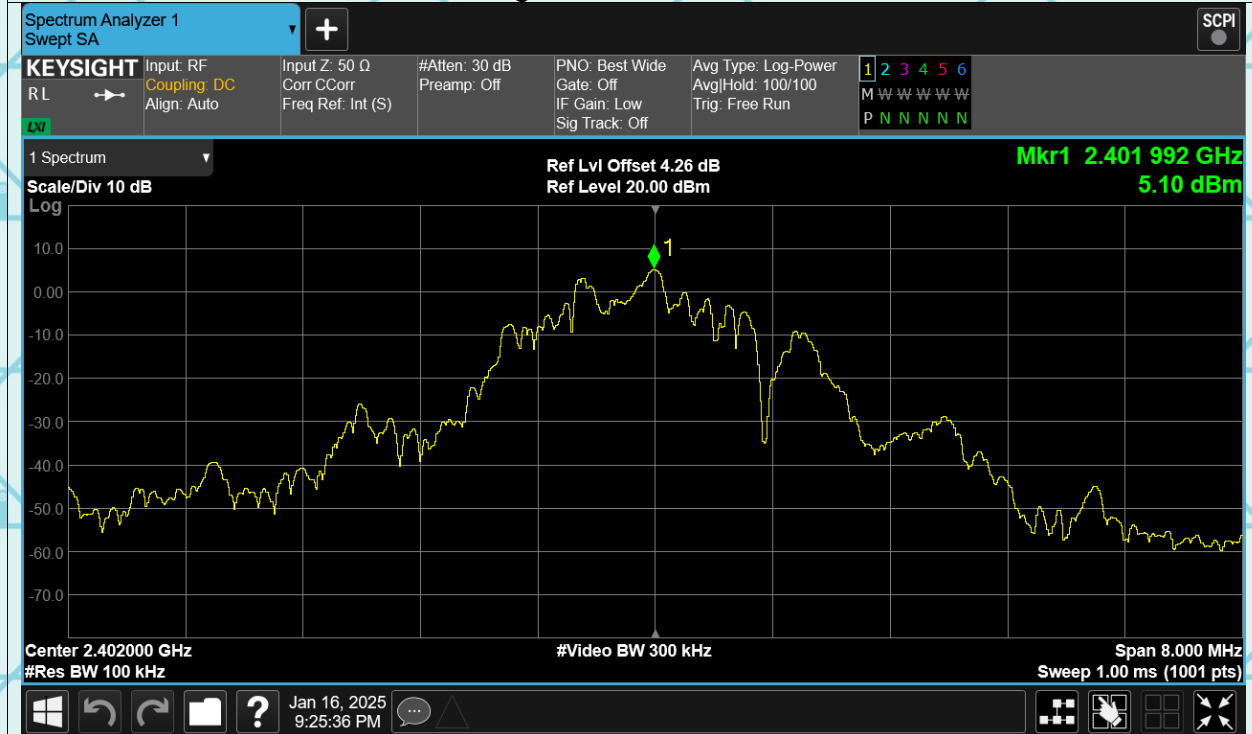 Spectrum Analyzer 1
Swept SA
+
SCPI
KEYSIGHT
R L
LXI
Input: RF
Coupling: DC
Align: Auto
Input Z: 50 Ω
Corr CCorr
Freq Ref: Int (S)
#Atten: 30 dB
Preamp: Off
PNO: Best Wide
Gate: Off
IF Gain: Low
Sig Track: Off
Avg Type: Log-Power
Avg|Hold: 100/100
Trig: Free Run
1 2 3 4 5 6
M W W W W W W
P N N N N N N
1 Spectrum
Scale/Div 10 dB
Log
Ref Lvl Offset 4.26 dB
Ref Level 20.00 dBm
Mkr1 2.401 992 GHz
5.10 dBm
1
10.0
0.00
-10.0
-20.0
-30.0
-40.0
-50.0
-60.0
-70.0
Center 2.402000 GHz
#Res BW 100 kHz
#Video BW 300 kHz
Span 8.000 MHz
Sweep 1.00 ms (1001 pts)
?
Jan 16, 2025
9:25:36 PM